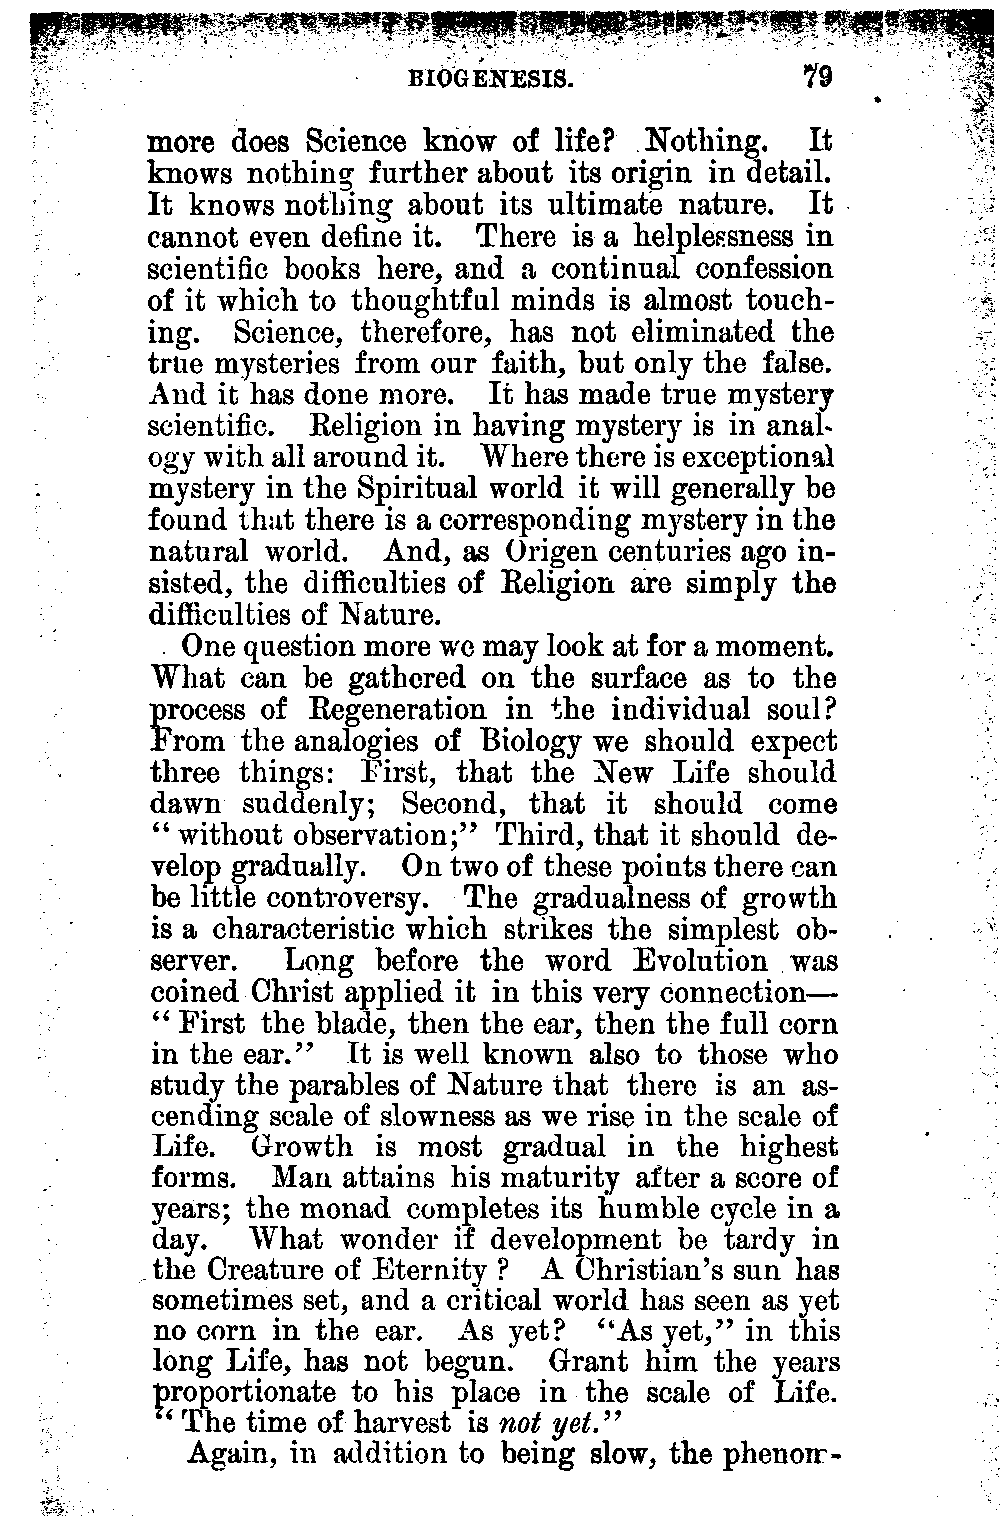 BIOGENESIS. 79
more does Science know of life? Nothing. It
knows nothing further about its origin in detail.
It knows nothing about its ultimate nature. It
cannot even define it. There is a helplessness in
scientific books here, and a continual confession
of it which to thoughtful minds is almost touch-
ing. Science, therefore, has not eliminated the
true mysteries from our faith, but only the false.
And it has done more. It has made true mystery
scientific. Religion in having mystery is in anal-
ogy with all around it. Where there is exceptional
mystery in the Spiritual world it will generally be
found that there is a corresponding mystery in the
natural world. And, as Origen centuries ago in-
sisted, the difficulties of Religion are simply the
difficulties of Nature.
One question more we may look at for a moment.
What can be gathered on the surface as to the
process of Regeneration in the individual soul?
From the analogies of Biology we should expect
three things: First, that the New Life should
dawn suddenly; Second, that it should come
“without observation;” Third, that it should de-
velop gradually. On two of these points there can
be little controversy. The gradualness of growth
is a characteristic which strikes the simplest ob-
server. Long before the word Evolution was
coined Christ applied it in this very connection—
“First the blade, then the ear, then the full corn
in the ear.” It is well known also to those who
study the parables of Nature that there is an as-
cending scale of slowness as we rise in the scale of
Life. Growth is most gradual in the highest
forms. Man attains his maturity after a score of
years; the monad completes its humble cycle in a
day. What wonder if development be tardy in
the Creature of Eternity? A Christian's sun has
sometimes set, and a critical world has seen as yet
no corn in the ear. As yet? “As yet,” in this
long Life, has not begun. Grant him the years
proportionate to his place in the scale of Life.
“The time of harvest is not yet.”
Again, in addition to being slow, the phenom-